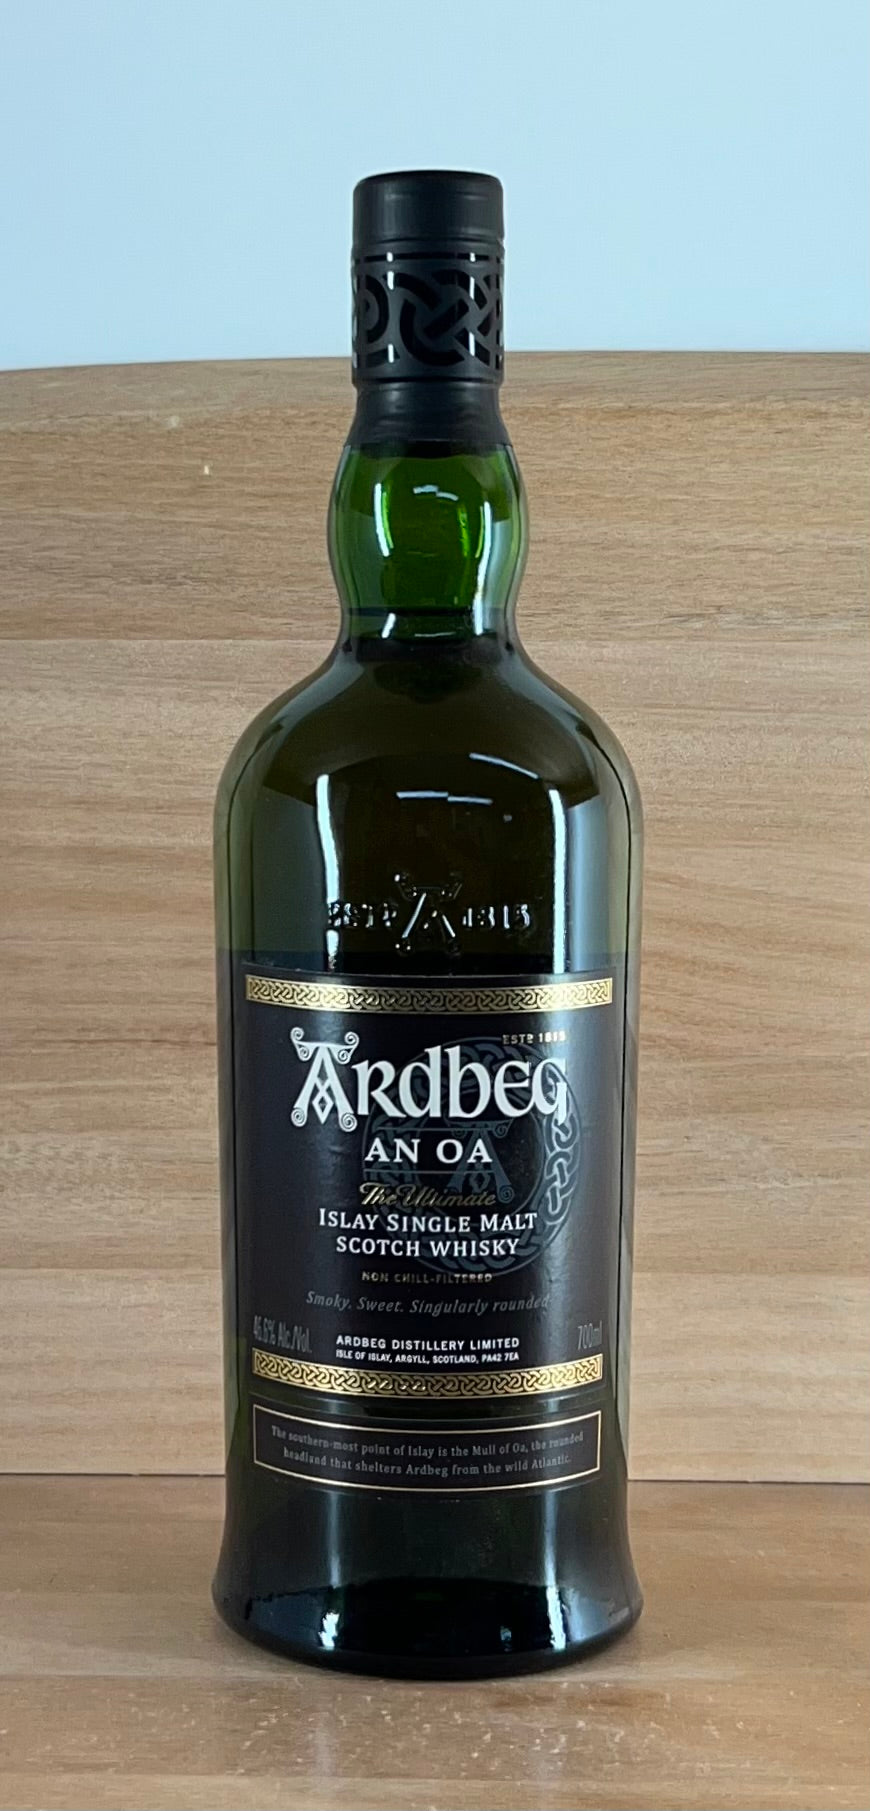 ESTD A 1815
ESTD 1815
ARdbEG
AN OA
The Ultimate
ISLAY SINGLE MALT
SCOTCH WHISKY
NON CHILL-FILTERED
Smoky. Sweet. Singularly rounded.
46.6% Alc./Vol.
ARDBEG DISTILLERY LIMITED
700ml
ISLE OF ISLAY, ARGYLL, SCOTLAND, PA42 7EA
The southern-most point of Islay is the Mull of Oa, the rounded
headland that shelters Ardbeg from the wild Atlantic.